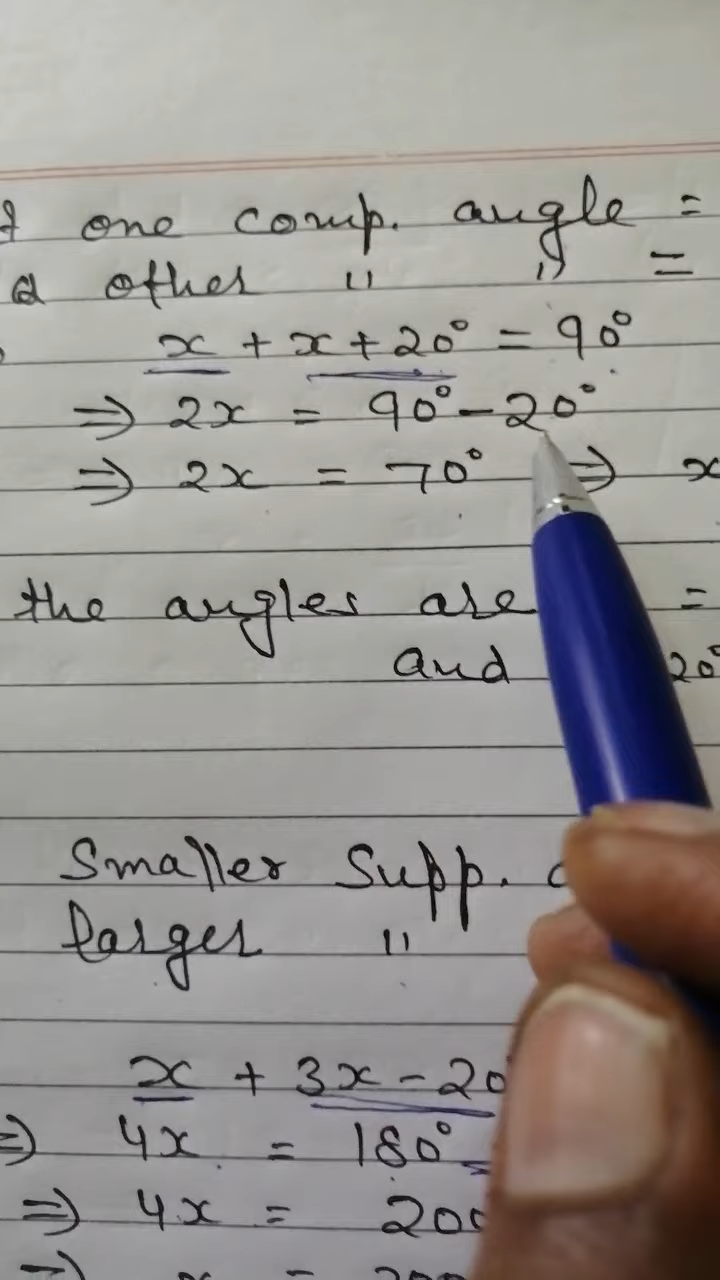 one comp. angle =
other " " =
x + x + 20° = 90°
⇒ 2x = 90° - 20°
⇒ 2x = 70° ⇒ x
the angles are =
and 20°
Smaller Supp.
larger "
x + 3x - 20
⇒ 4x = 180°
⇒ 4x = 200